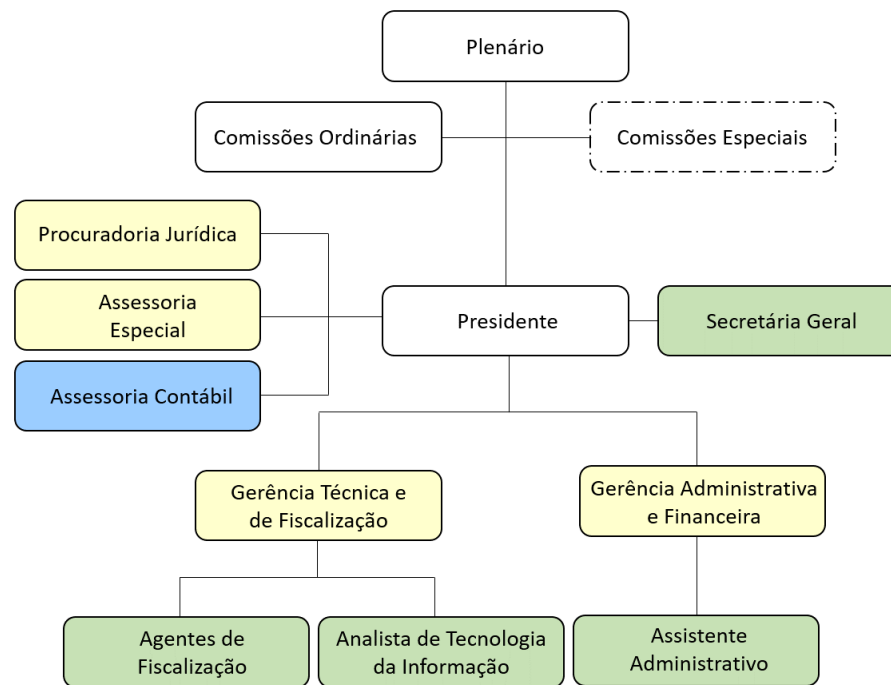 Plenário
Comissões Ordinárias
Comissões Especiais
Procuradoria Jurídica
Assessoria
Especial
Assessoria Contábil
Presidente
Secretária Geral
Gerência Técnica e
de Fiscalização
Gerência Administrativa
e Financeira
Agentes de
Fiscalização
Analista de Tecnologia
da Informação
Assistente
Administrativo